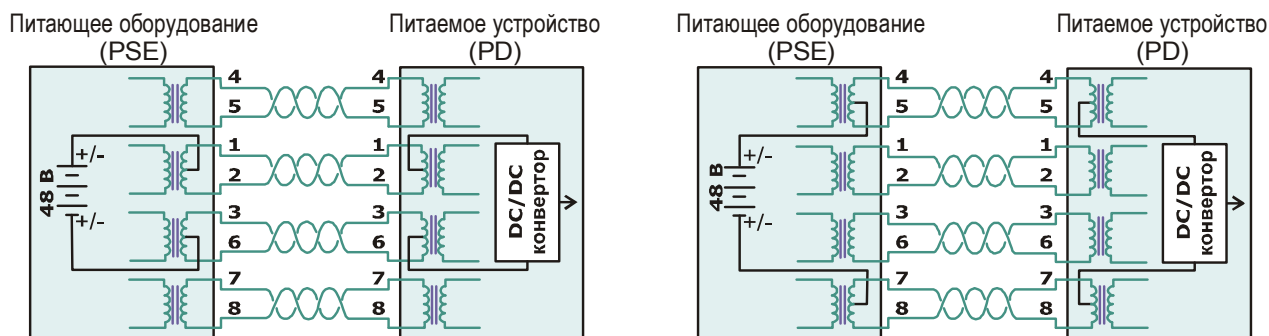 Питающее оборудование
(PSE)
Питаемое устройство
(PD)
4
5
1
2
3
6
7
8
4
5
1
2
3
6
7
8
+/-
48 В
+/-
DC/DC
конвертор
Питающее оборудование
(PSE)
Питаемое устройство
(PD)
4
5
1
2
3
6
7
8
4
5
1
2
3
6
7
8
+/-
48 В
+/-
DC/DC
конвертор